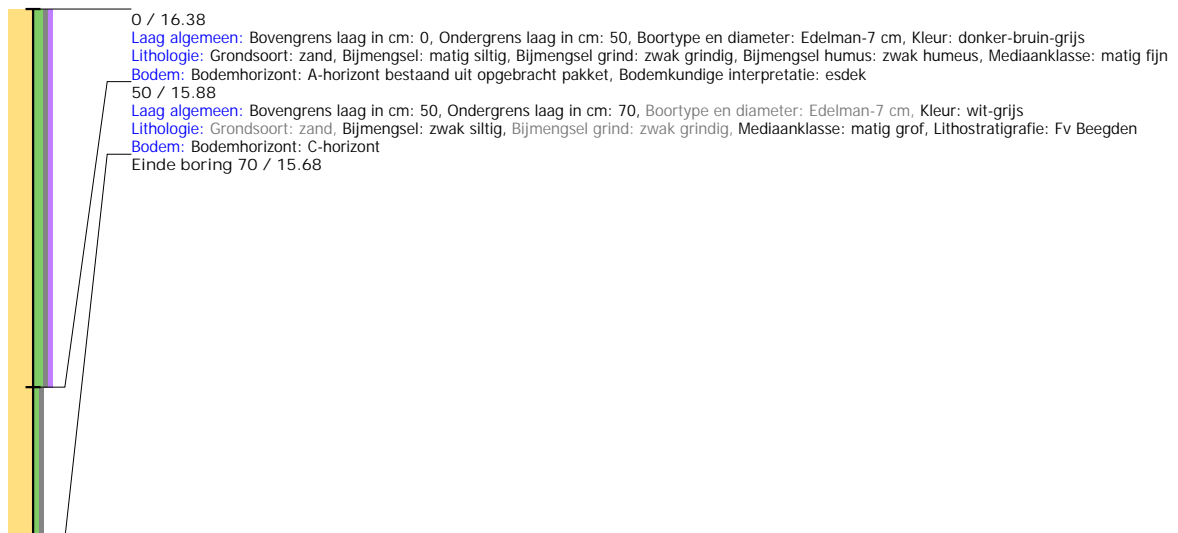 0 / 16.38
Laag algemeen: Bovengrens laag in cm: 0, Ondergrens laag in cm: 50, Boortype en diameter: Edelman-7 cm, Kleur: donker-bruin-grijs
Lithologie: Grondsoort: zand, Bijmengsel: matig siltig, Bijmengsel grind: zwak grindig, Bijmengsel humus: zwak humeus, Mediaanklasse: matig fijn
Bodem: Bodemhorizont: A-horizont bestaand uit opgebracht pakket, Bodemkundige interpretatie: esdek
50 / 15.88
Laag algemeen: Bovengrens laag in cm: 50, Ondergrens laag in cm: 70, Boortype en diameter: Edelman-7 cm, Kleur: wit-grijs
Lithologie: Grondsoort: zand, Bijmengsel: zwak siltig, Bijmengsel grind: zwak grindig, Mediaanklasse: matig grof, Lithostratigrafie: Fv Beegden
Bodem: Bodemhorizont: C-horizont
Einde boring 70 / 15.68